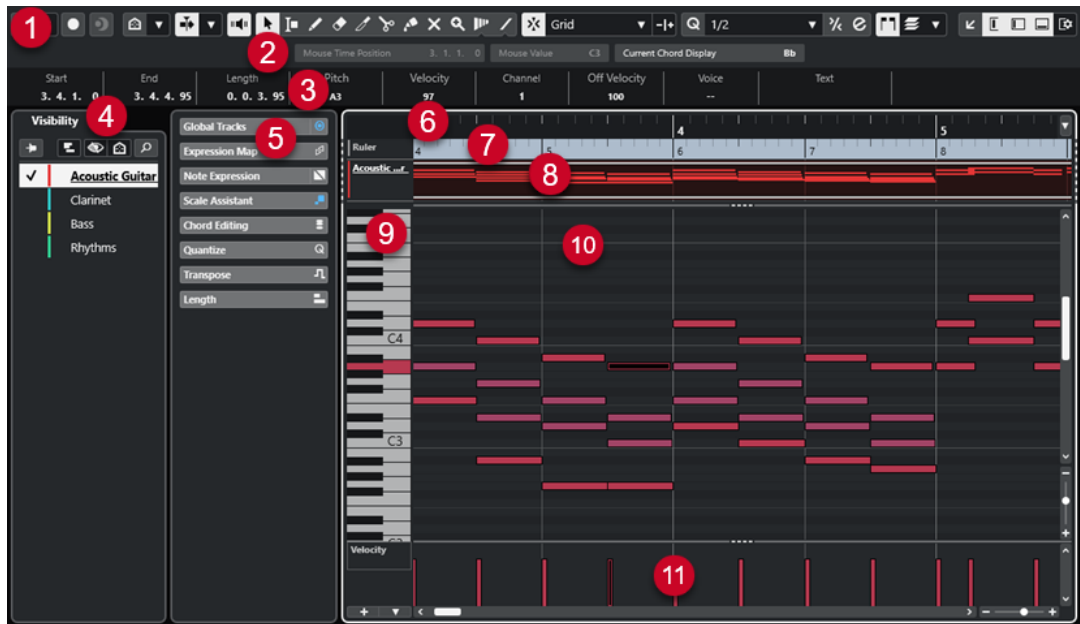 1
Grid
Q
1/2
2
Mouse Time Position 3. 1. 1. 0
Mouse Value C3
Current Chord Display Bb
Start End Length Pitch Velocity Channel Off Velocity Voice Text
3. 4. 1. 0 3. 4. 4. 95 0. 0. 3. 95 A3 97 1 100 --
3
Visibility
4
Acoustic Guitar
Clarinet
Bass
Rhythms
Global Tracks
5
Expression Map
Note Expression
Scale Assistant
Chord Editing
Quantize
Transpose
Length
6
4 5
Ruler
7
4 5 6 7 8
Acoustic ...r
8
9
10
C4
C3
Velocity
11